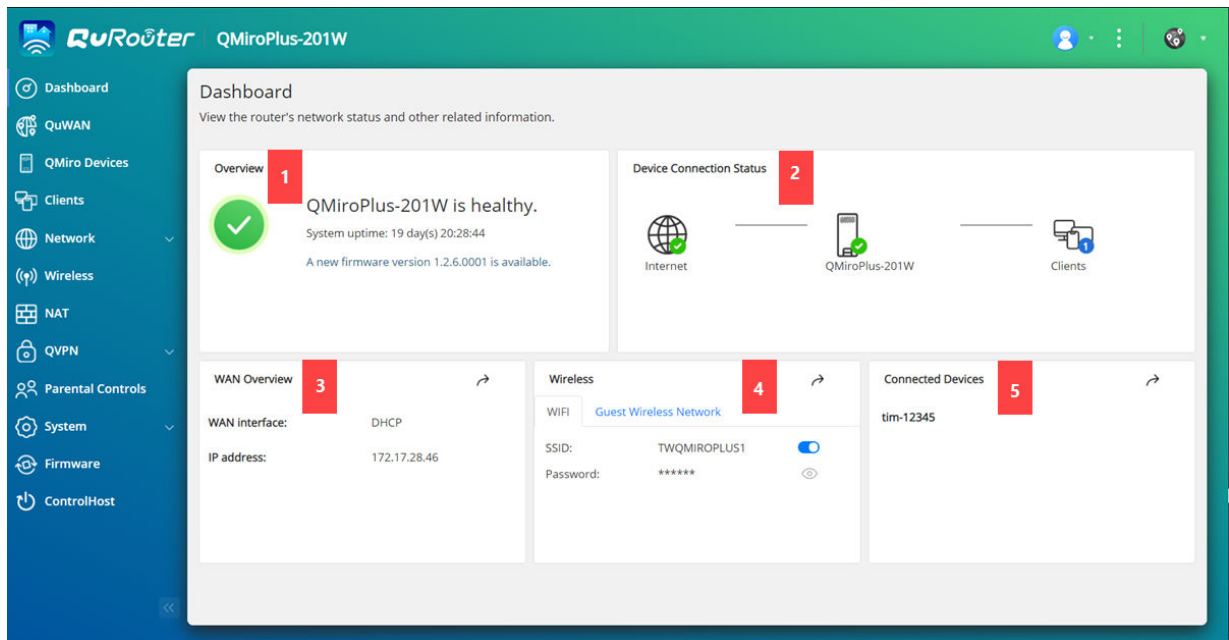 QuRouter QMiroPlus-201W
Dashboard
QuWAN
QMiro Devices
Clients
Network
Wireless
NAT
QVPN
Parental Controls
System
Firmware
ControlHost
Dashboard
View the router's network status and other related information.
Overview
1
QMiroPlus-201W is healthy.
System uptime: 19 day(s) 20:28:44
A new firmware version 1.2.6.0001 is available.
Device Connection Status
2
Internet
QMiroPlus-201W
1
Clients
WAN Overview
3
WAN interface: DHCP
IP address: 172.17.28.46
Wireless
4
WIFI Guest Wireless Network
SSID: TWQMIROPLUS1
Password: ******
Connected Devices
5
tim-12345